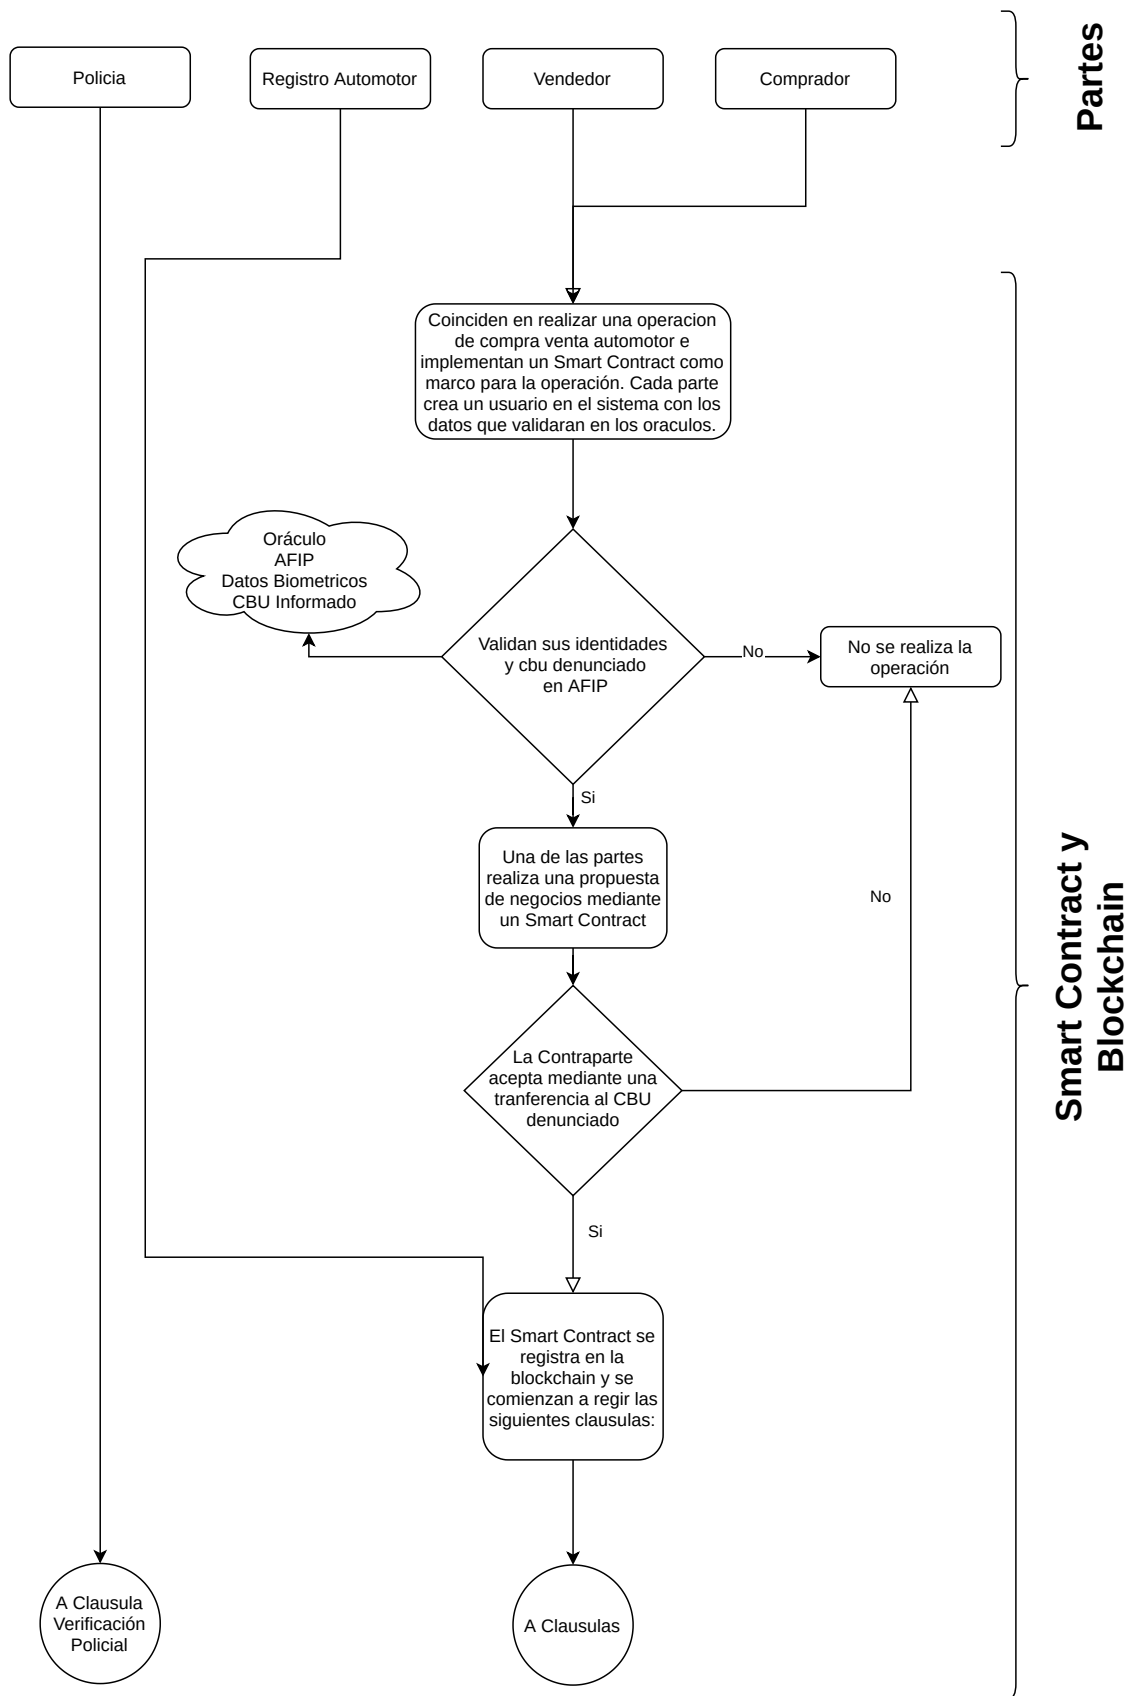 Policia
Registro Automotor
Vendedor
Comprador
Partes
Coinciden en realizar una operacion
de compra venta automotor e
implementan un Smart Contract como
marco para la operación. Cada parte
crea un usuario en el sistema con los
datos que validaran en los oraculos.
Oráculo
AFIP
Datos Biometricos
CBU Informado
Validan sus identidades
y cbu denunciado
en AFIP
No
No se realiza la
operación
Si
Una de las partes
realiza una propuesta
de negocios mediante
un Smart Contract
No
Smart Contract y
Blockchain
La Contraparte
acepta mediante una
tranferencia al CBU
denunciado
Si
El Smart Contract se
registra en la
blockchain y se
comienzan a regir las
siguientes clausulas:
A Clausula
Verificación
Policial
A Clausulas